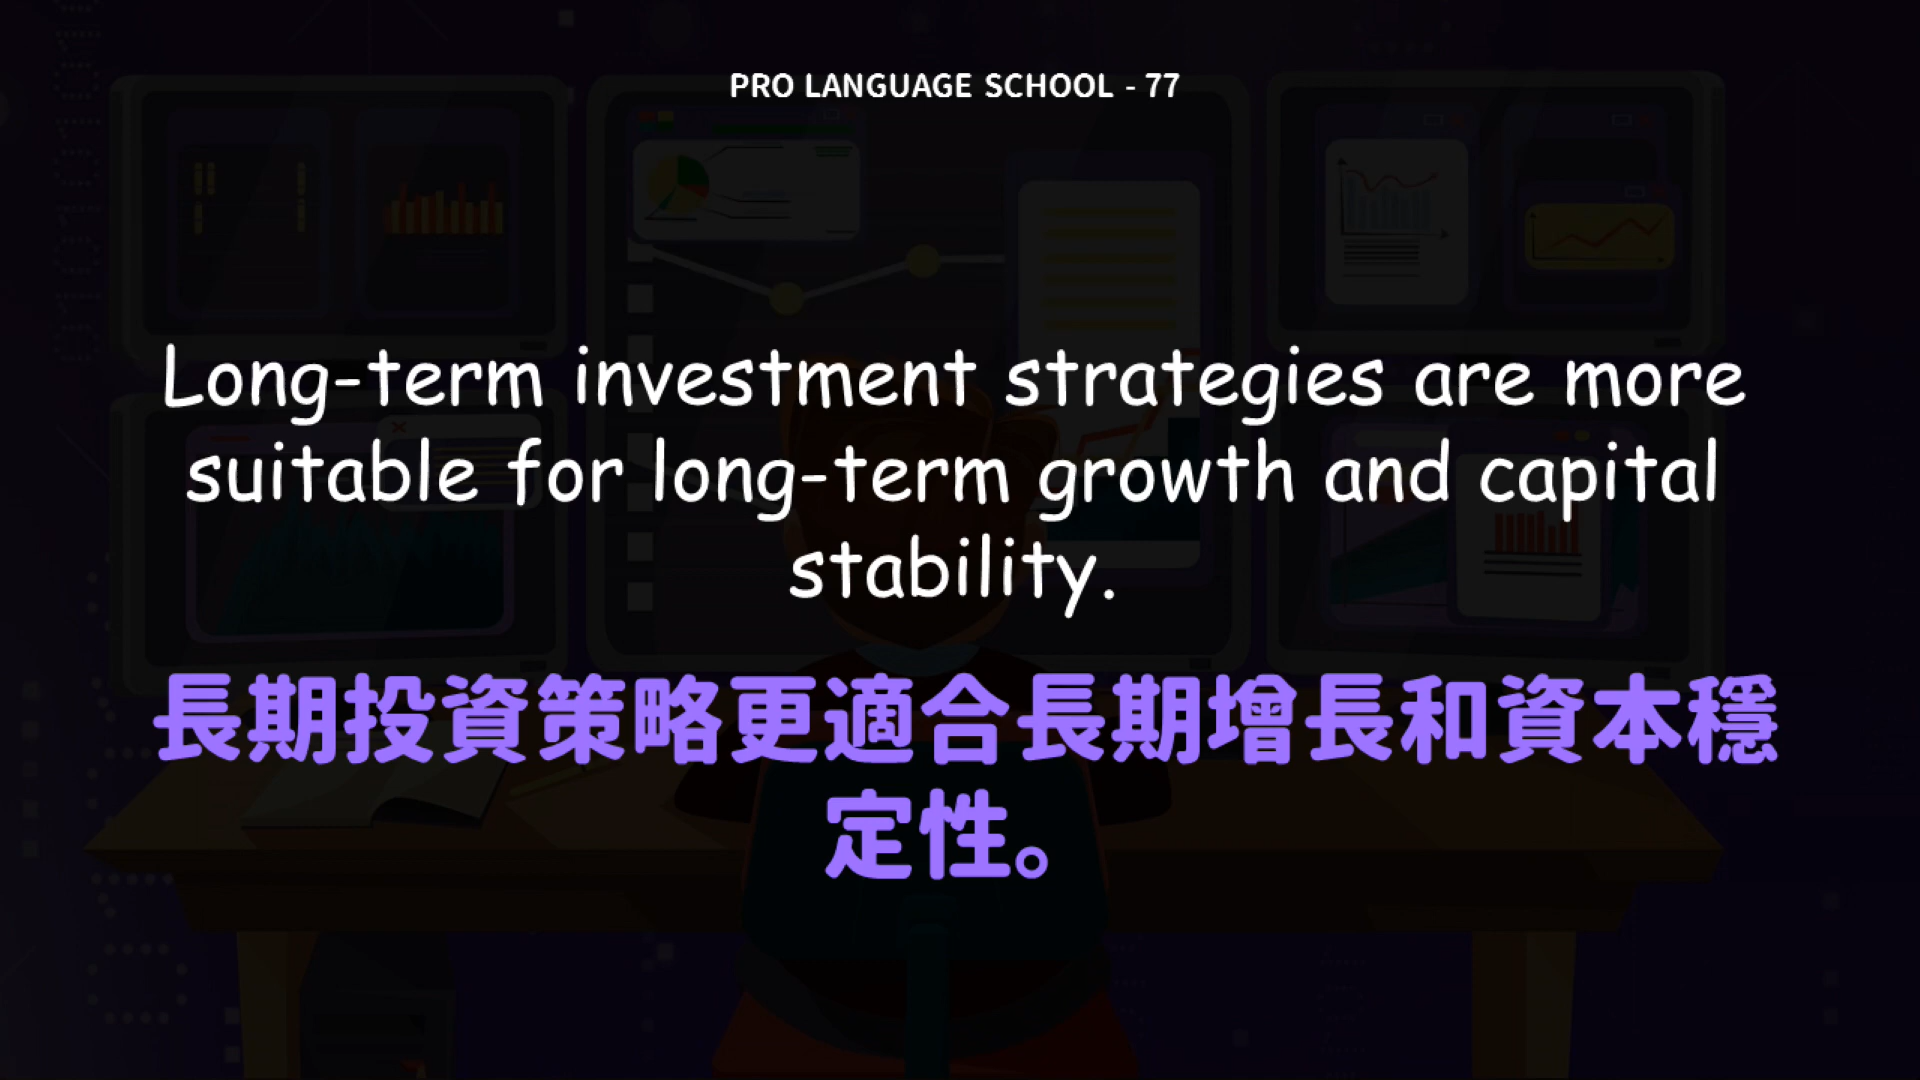 PRO LANGUAGE SCHOOL - 77
Long-term investment strategies are more
suitable for long-term growth and capital
stability.
長期投資策略更適合長期增長和資本穩
定性。